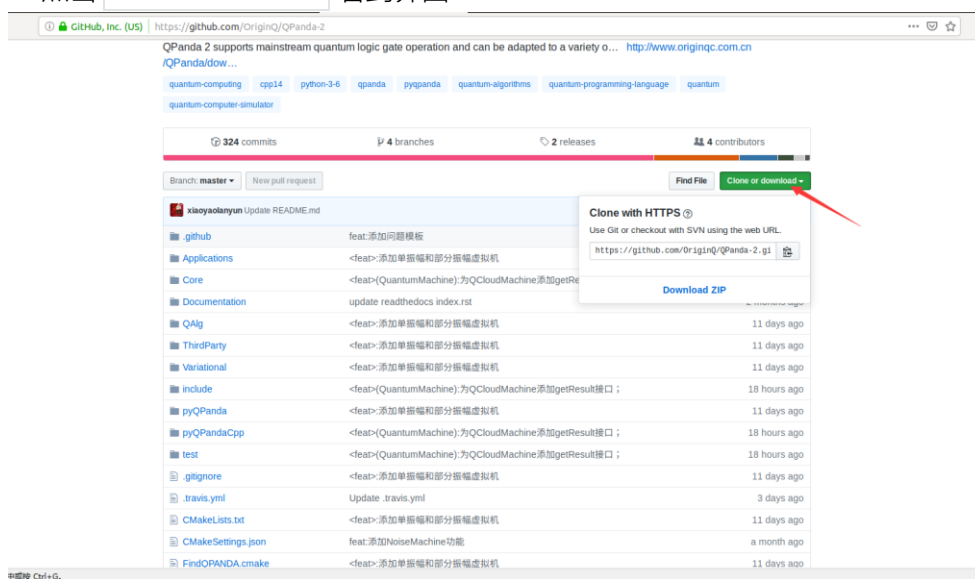 GitHub, Inc. (US) https://github.com/OriginQ/QPanda-2
QPanda 2 supports mainstream quantum logic gate operation and can be adapted to a variety o... http://www.originqc.com.cn
/QPanda/dow...
quantum-computing cpp14 python-3-6 qpanda pyqpanda quantum-algorithms quantum-programming-language quantum
quantum-computer-simulator
324 commits 4 branches 2 releases 4 contributors
Branch: master New pull request Find File Clone or download
xiaoyaolanyun Update README.md
Clone with HTTPS
Use Git or checkout with SVN using the web URL.
https://github.com/OriginQ/QPanda-2.gi
Download ZIP
.github feat:添加问题模板
Applications <feat>:添加单振幅和部分振幅虚拟机
Core <feat>(QuantumMachine):为QCloudMachine添加getRe
Documentation update readthedocs index.rst 2 months ago
QAlg <feat>:添加单振幅和部分振幅虚拟机 11 days ago
ThirdParty <feat>:添加单振幅和部分振幅虚拟机 11 days ago
Variational <feat>:添加单振幅和部分振幅虚拟机 11 days ago
include <feat>(QuantumMachine):为QCloudMachine添加getResult接口； 18 hours ago
pyQPanda <feat>:添加单振幅和部分振幅虚拟机 11 days ago
pyQPandaCpp <feat>(QuantumMachine):为QCloudMachine添加getResult接口； 18 hours ago
test <feat>(QuantumMachine):为QCloudMachine添加getResult接口； 18 hours ago
.gitignore <feat>:添加单振幅和部分振幅虚拟机 11 days ago
.travis.yml Update .travis.yml 3 days ago
CMakeLists.txt <feat>:添加单振幅和部分振幅虚拟机 11 days ago
CMakeSettings.json feat:添加NoiseMachine功能 a month ago
FindQPANDA.cmake <feat>:添加单振幅和部分振幅虚拟机 11 days ago
Ctrl+G.